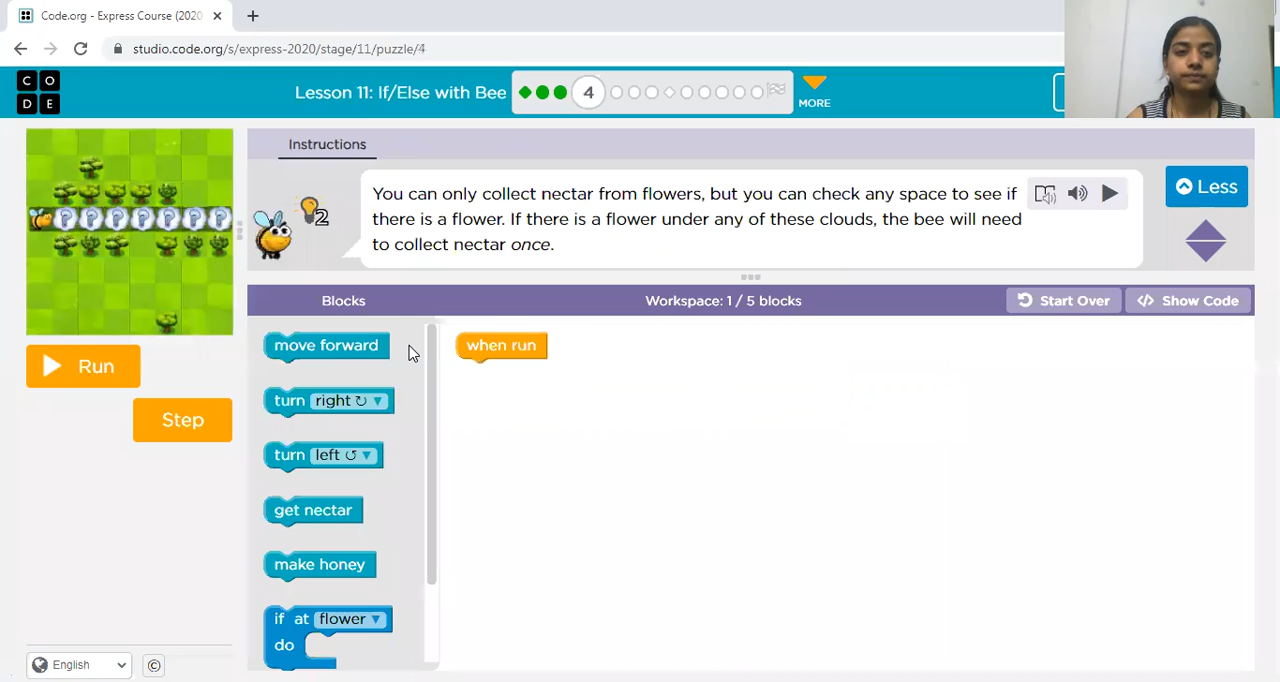 Code.org - Express Course (2020
studio.code.org/s/express-2020/stage/11/puzzle/4
C O
D E
Lesson 11: If/Else with Bee
4
MORE
Instructions
2
You can only collect nectar from flowers, but you can check any space to see if
there is a flower. If there is a flower under any of these clouds, the bee will need
to collect nectar once.
Less
? ? ? ? ? ? ?
Blocks
Workspace: 1 / 5 blocks
Start Over
</> Show Code
Run
Step
move forward
when run
turn right ↻ ▼
turn left ↺ ▼
get nectar
make honey
if at flower ▼
do
English
©